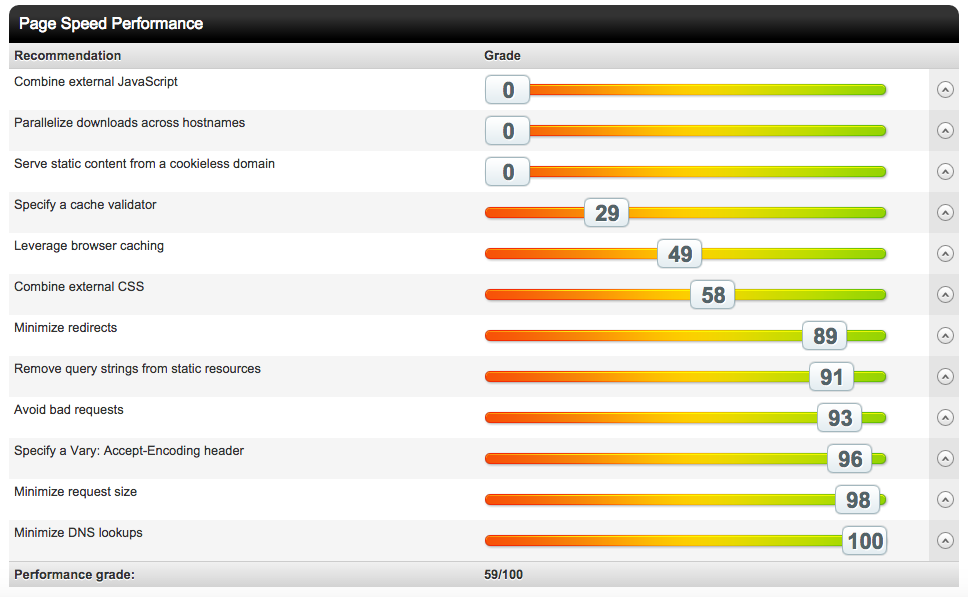 Page Speed Performance
Recommendation Grade
Combine external JavaScript 0
Parallelize downloads across hostnames 0
Serve static content from a cookieless domain 0
Specify a cache validator 29
Leverage browser caching 49
Combine external CSS 58
Minimize redirects 89
Remove query strings from static resources 91
Avoid bad requests 93
Specify a Vary: Accept-Encoding header 96
Minimize request size 98
Minimize DNS lookups 100
Performance grade: 59/100